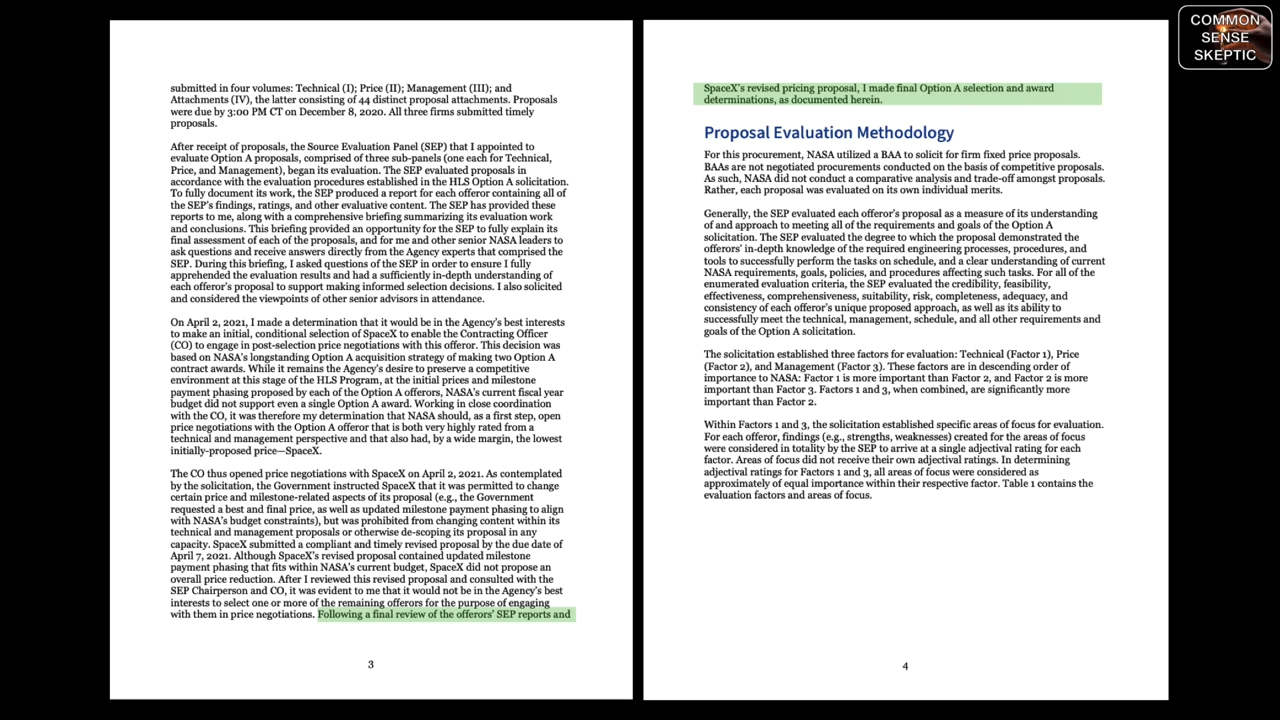 submitted in four volumes: Technical (I); Price (II); Management (III); and
Attachments (IV), the latter consisting of 44 distinct proposal attachments. Proposals
were due by 3:00 PM CT on December 8, 2020. All three firms submitted timely
proposals.
After receipt of proposals, the Source Evaluation Panel (SEP) that I appointed to
evaluate Option A proposals, comprised of three sub-panels (one each for Technical,
Price, and Management), began its evaluation. The SEP evaluated proposals in
accordance with the evaluation procedures established in the HLS Option A solicitation.
To fully document its work, the SEP produced a report for each offeror containing all of
the SEP's findings, ratings, and other evaluative content. The SEP has provided these
reports to me, along with a comprehensive briefing summarizing its evaluation work
and conclusions. This briefing provided an opportunity for the SEP to fully explain its
final assessment of each of the proposals, and for me and other senior NASA leaders to
ask questions and receive answers directly from the Agency experts that comprised the
SEP. During this briefing, I asked questions of the SEP in order to ensure I fully
apprehended the evaluation results and had a sufficiently in-depth understanding of
each offeror's proposal to support making informed selection decisions. I also solicited
and considered the viewpoints of other senior advisors in attendance.
On April 2, 2021, I made a determination that it would be in the Agency's best interests
to make an initial, conditional selection of SpaceX to enable the Contracting Officer
(CO) to engage in post-selection price negotiations with this offeror. This decision was
based on NASA's longstanding Option A acquisition strategy of making two Option A
contract awards. While it remains the Agency's desire to preserve a competitive
environment at this stage of the HLS Program, at the initial prices and milestone
payment phasing proposed by each of the Option A offerors, NASA's current fiscal year
budget did not support even a single Option A award. Working in close coordination
with the CO, it was therefore my determination that NASA should, as a first step, open
price negotiations with the Option A offeror that is both very highly rated from a
technical and management perspective and that also had, by a wide margin, the lowest
initially-proposed price—SpaceX.
The CO thus opened price negotiations with SpaceX on April 2, 2021. As contemplated
by the solicitation, the Government instructed SpaceX that it was permitted to change
certain price and milestone-related aspects of its proposal (e.g., the Government
requested a best and final price, as well as updated milestone payment phasing to align
with NASA's budget constraints), but was prohibited from changing content within its
technical and management proposals or otherwise de-scoping its proposal in any
capacity. SpaceX submitted a compliant and timely revised proposal by the due date of
April 7, 2021. Although SpaceX's revised proposal contained updated milestone
payment phasing that fits within NASA's current budget, SpaceX did not propose an
overall price reduction. After I reviewed this revised proposal and consulted with the
SEP Chairperson and CO, it was evident to me that it would not be in the Agency's best
interests to select one or more of the remaining offerors for the purpose of engaging
with them in price negotiations. Following a final review of the offerors' SEP reports and
3
SpaceX's revised pricing proposal, I made final Option A selection and award
determinations, as documented herein.
Proposal Evaluation Methodology
For this procurement, NASA utilized a BAA to solicit for firm fixed price proposals.
BAAs are not negotiated procurements conducted on the basis of competitive proposals.
As such, NASA did not conduct a comparative analysis and trade-off amongst proposals.
Rather, each proposal was evaluated on its own individual merits.
Generally, the SEP evaluated each offeror's proposal as a measure of its understanding
of and approach to meeting all of the requirements and goals of the Option A
solicitation. The SEP evaluated the degree to which the proposal demonstrated the
offerors' in-depth knowledge of the required engineering processes, procedures, and
tools to successfully perform the tasks on schedule, and a clear understanding of current
NASA requirements, goals, policies, and procedures affecting such tasks. For all of the
enumerated evaluation criteria, the SEP evaluated the credibility, feasibility,
effectiveness, comprehensiveness, suitability, risk, completeness, adequacy, and
consistency of each offeror's unique proposed approach, as well as its ability to
successfully meet the technical, management, schedule, and all other requirements and
goals of the Option A solicitation.
The solicitation established three factors for evaluation: Technical (Factor 1), Price
(Factor 2), and Management (Factor 3). These factors are in descending order of
importance to NASA: Factor 1 is more important than Factor 2, and Factor 2 is more
important than Factor 3. Factors 1 and 3, when combined, are significantly more
important than Factor 2.
Within Factors 1 and 3, the solicitation established specific areas of focus for evaluation.
For each offeror, findings (e.g., strengths, weaknesses) created for the areas of focus
were considered in totality by the SEP to arrive at a single adjectival rating for each
factor. Areas of focus did not receive their own adjectival ratings. In determining
adjectival ratings for Factors 1 and 3, all areas of focus were considered as
approximately of equal importance within their respective factor. Table 1 contains the
evaluation factors and areas of focus.
4
COMMON
SENSE
SKEPTIC